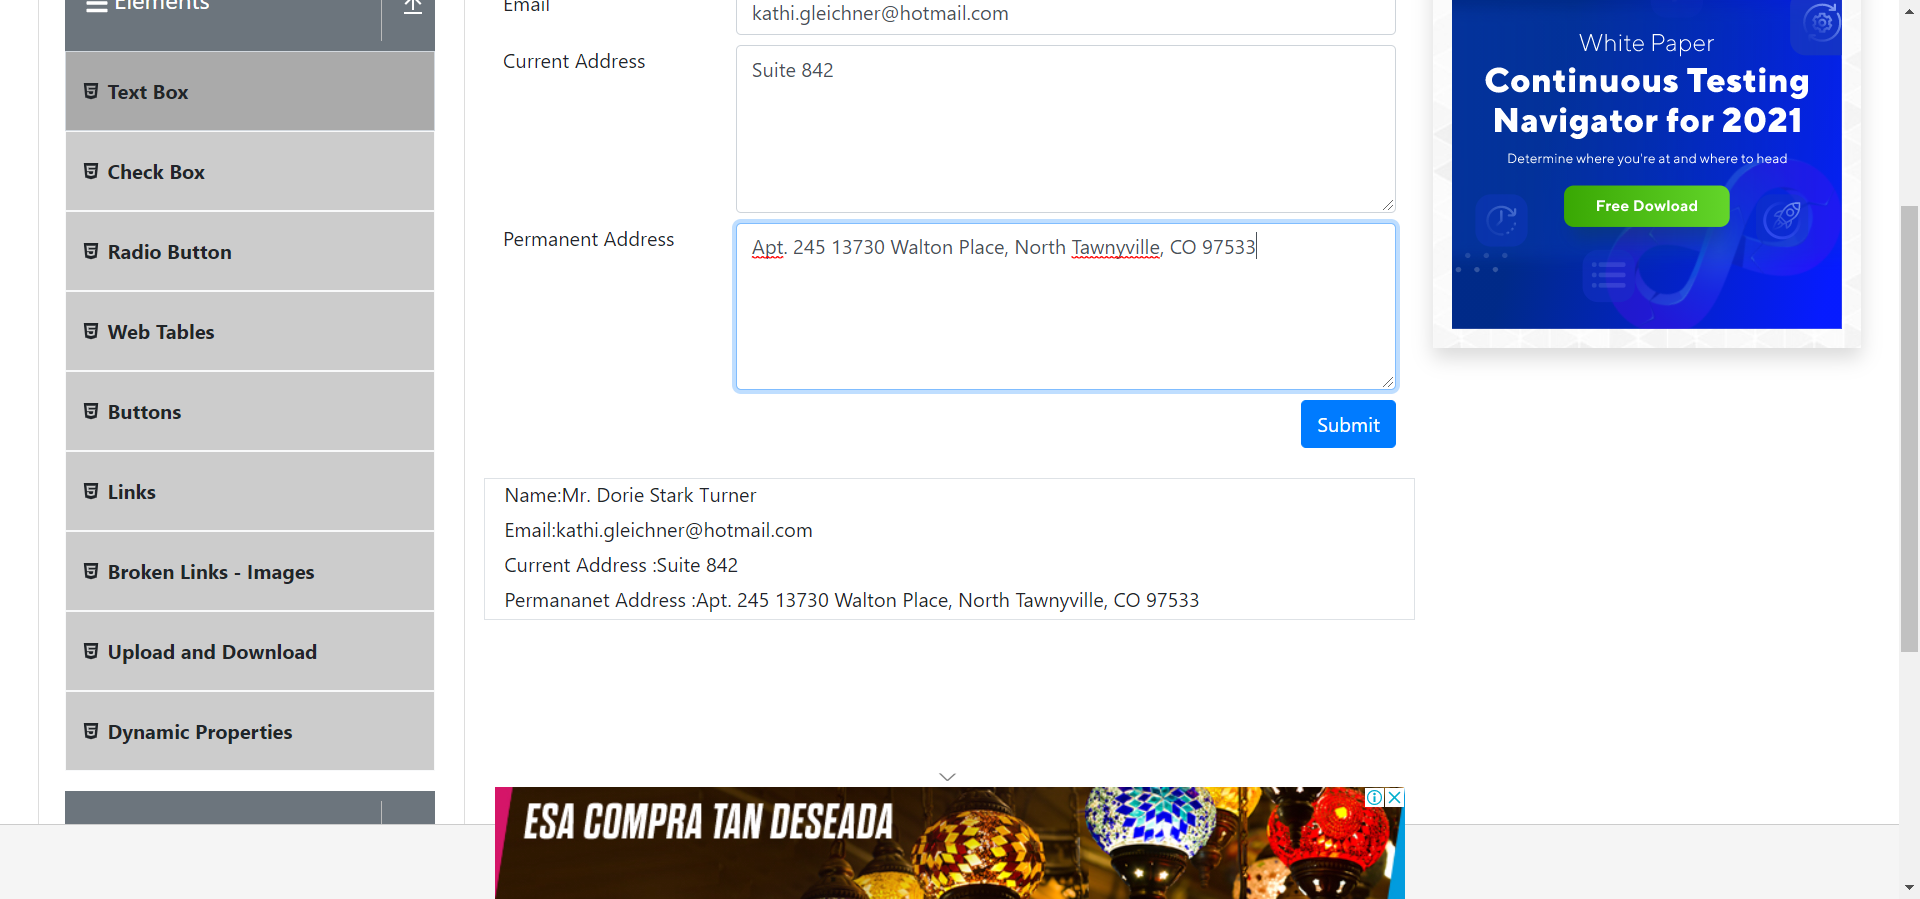 Elements
Text Box
Check Box
Radio Button
Web Tables
Buttons
Links
Broken Links - Images
Upload and Download
Dynamic Properties
Email
kathi.gleichner@hotmail.com
Current Address
Suite 842
Permanent Address
Apt. 245 13730 Walton Place, North Tawnyville, CO 97533
Submit
Name:Mr. Dorie Stark Turner
Email:kathi.gleichner@hotmail.com
Current Address :Suite 842
Permananet Address :Apt. 245 13730 Walton Place, North Tawnyville, CO 97533
White Paper
Continuous Testing
Navigator for 2021
Determine where you're at and where to head
Free Dowload
ESA COMPRA TAN DESEADA